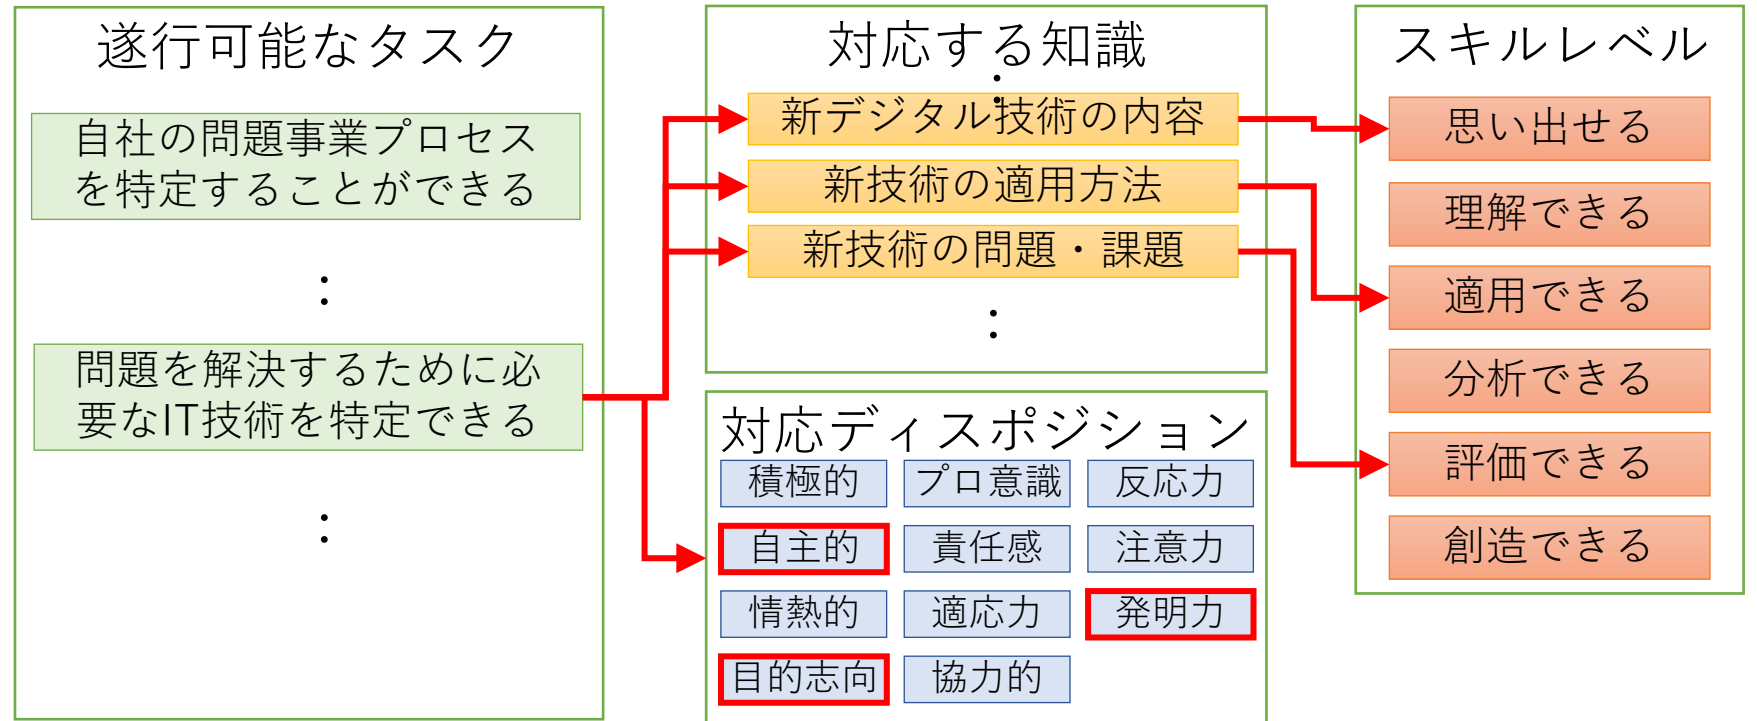 遂行可能なタスク
自社の問題事業プロセス
を特定することができる
:
問題を解決するために必
要なIT技術を特定できる
:
対応する知識
:
新デジタル技術の内容
新技術の適用方法
新技術の問題・課題
:
対応ディスポジション
積極的 プロ意識 反応力
自主的 責任感 注意力
情熱的 適応力 発明力
目的志向 協力的
スキルレベル
思い出せる
理解できる
適用できる
分析できる
評価できる
創造できる